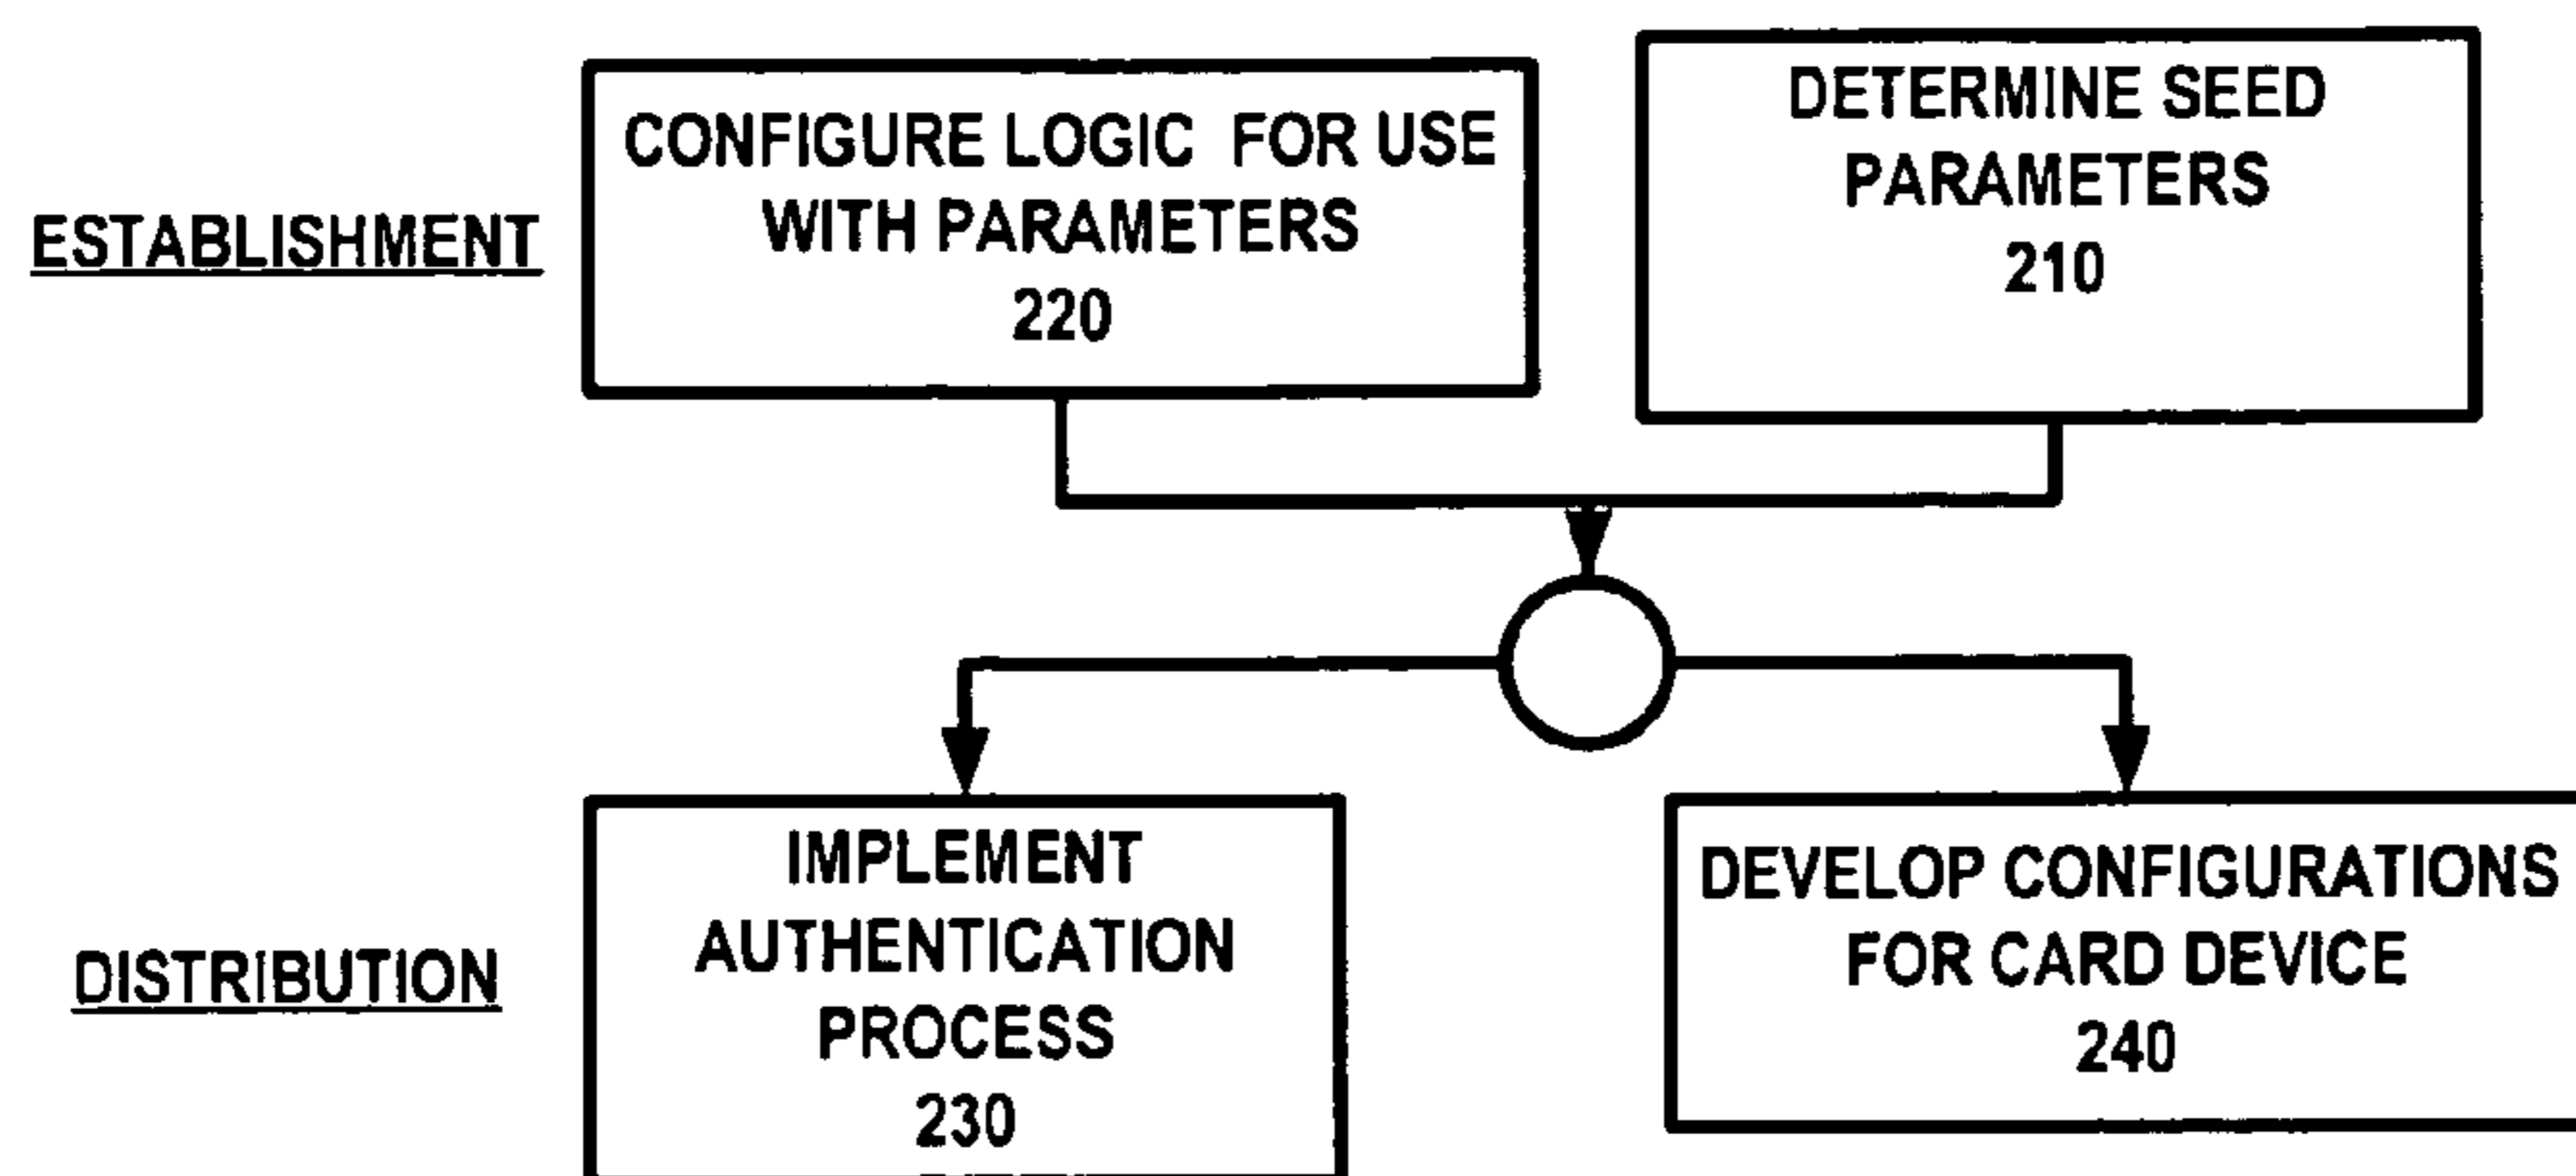 ESTABLISHMENT
CONFIGURE LOGIC FOR USE
WITH PARAMETERS
220
DETERMINE SEED
PARAMETERS
210
DISTRIBUTION
IMPLEMENT
AUTHENTICATION
PROCESS
230
DEVELOP CONFIGURATIONS
FOR CARD DEVICE
240